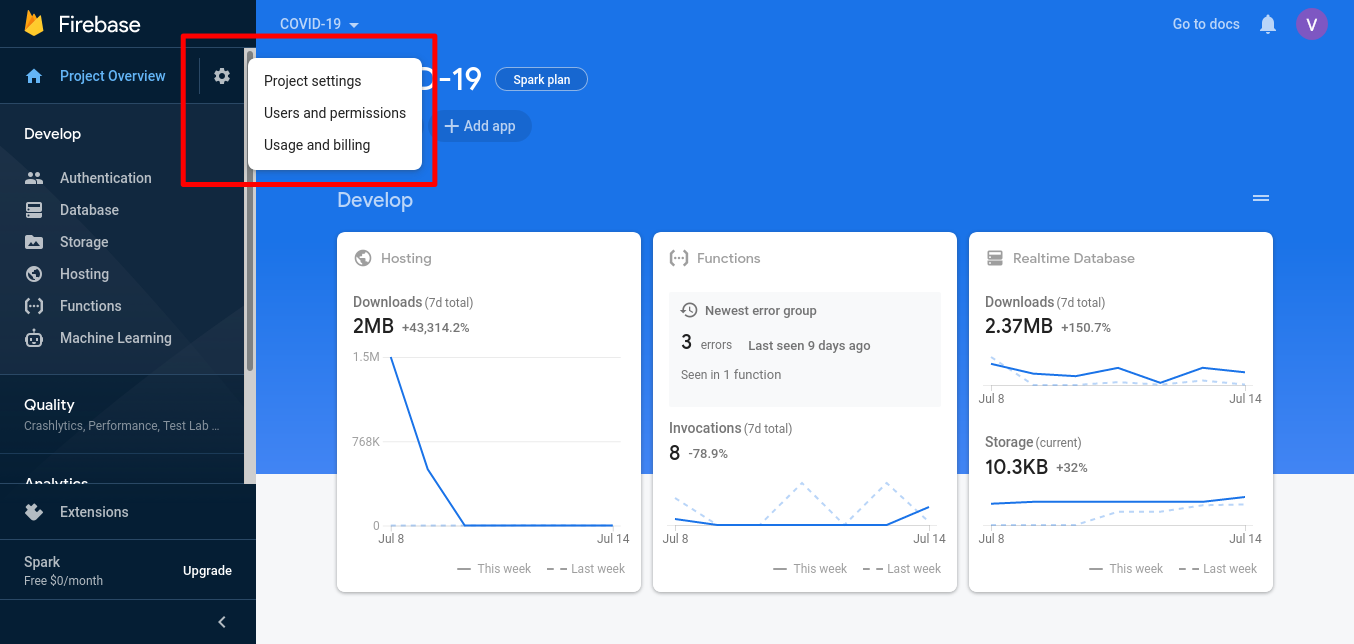 Firebase
Project Overview
Develop
Authentication
Database
Storage
Hosting
Functions
Machine Learning
Quality
Crashlytics, Performance, Test Lab ...
Analytics
Extensions
Spark
Free $0/month
Upgrade
COVID-19
Go to docs
V
Project settings
Users and permissions
Usage and billing
D-19
Spark plan
Add app
Develop
Hosting
Downloads (7d total)
2MB +43,314.2%
1.5M
768K
0
Jul 8 Jul 14
This week Last week
Functions
Newest error group
3 errors Last seen 9 days ago
Seen in 1 function
Invocations (7d total)
8 -78.9%
Jul 8 Jul 14
This week Last week
Realtime Database
Downloads (7d total)
2.37MB +150.7%
Jul 8 Jul 14
Storage (current)
10.3KB +32%
Jul 8 Jul 14
This week Last week